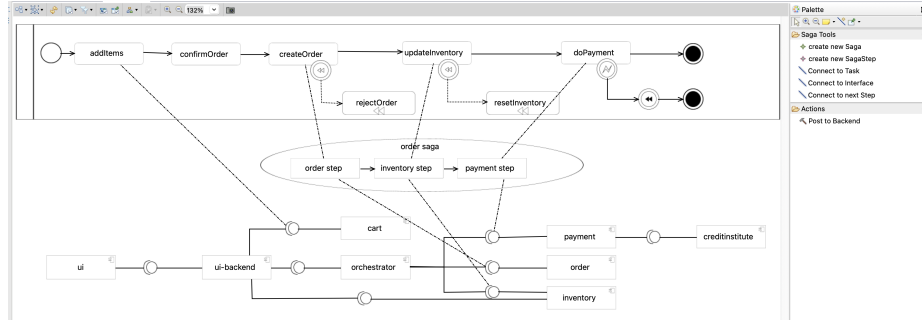 132%
Palette
Saga Tools
create new Saga
create new SagaStep
Connect to Task
Connect to Interface
Connect to next Step
Actions
Post to Backend
addItems
confirmOrder
createOrder
updateInventory
doPayment
rejectOrder
resetInventory
order saga
order step
inventory step
payment step
cart
payment
creditinstitute
ui
ui-backend
orchestrator
order
inventory